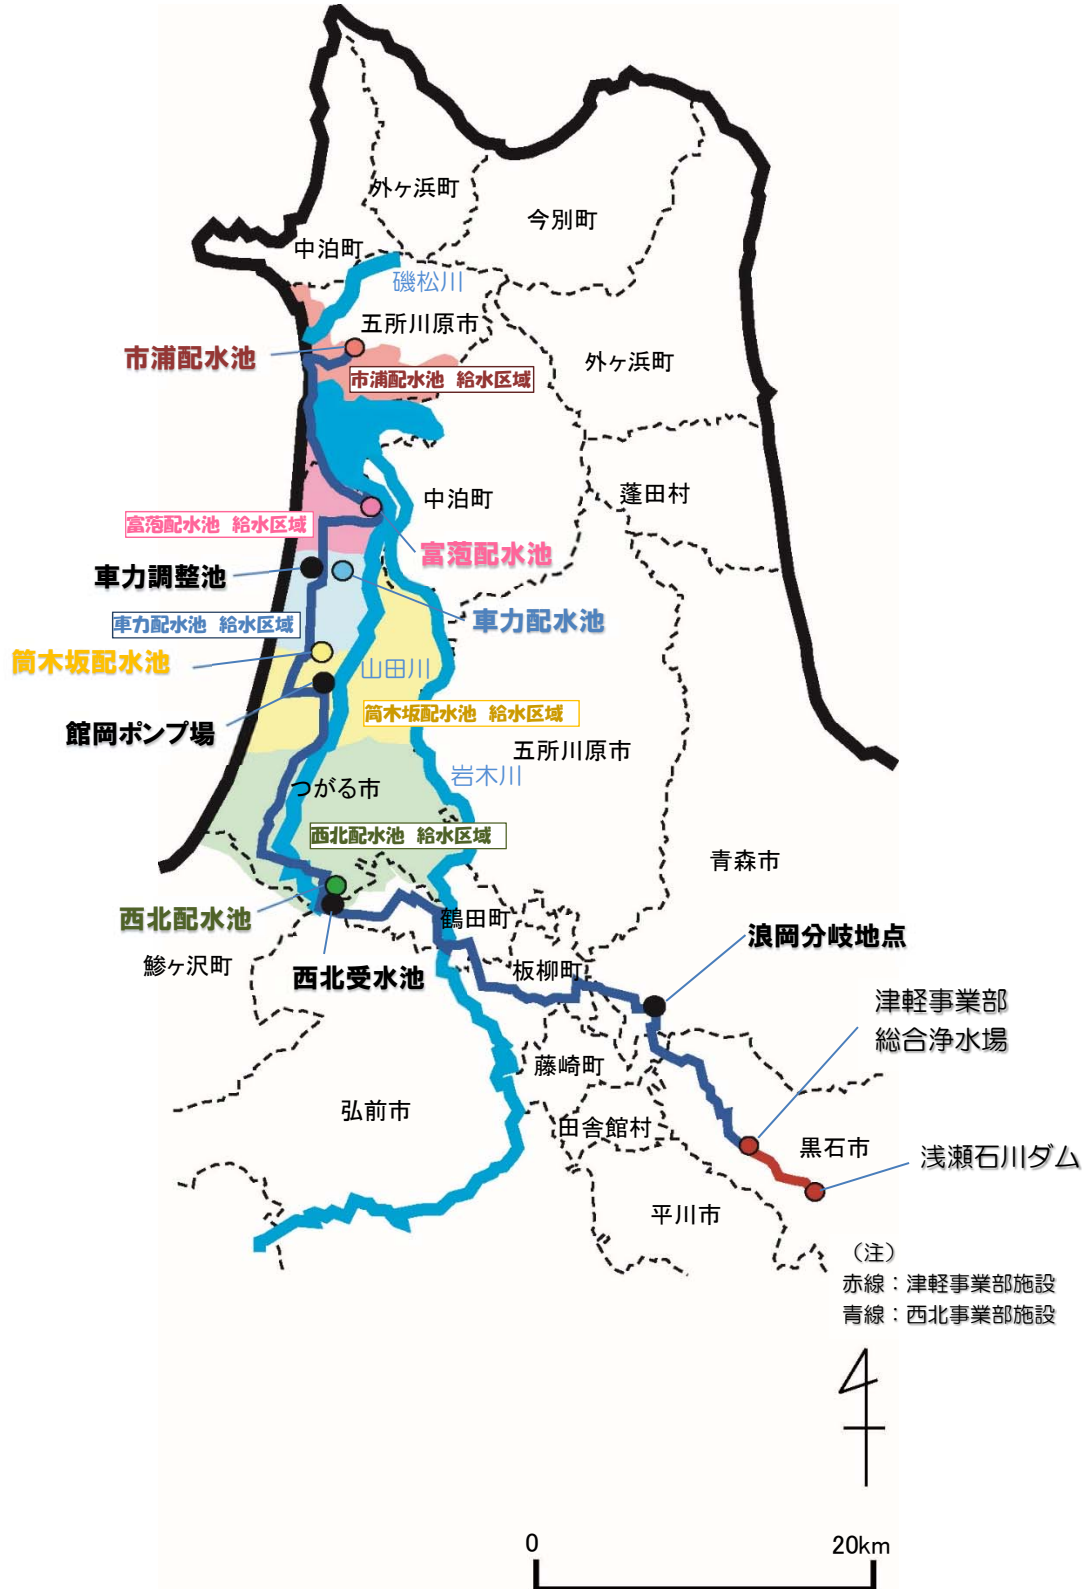 外ヶ浜町
今別町
中泊町
磯松川
五所川原市
市浦配水池
外ヶ浜町
市浦配水池 給水区域
中泊町
蓬田村
富萢配水池 給水区域
富萢配水池
車力調整池
車力配水池 給水区域
車力配水池
筒木坂配水池
山田川
館岡ポンプ場
筒木坂配水池 給水区域
五所川原市
岩木川
つがる市
西北配水池 給水区域
青森市
西北配水池
鶴田町
浪岡分岐地点
鰺ヶ沢町
西北受水池
板柳町
津軽事業部
総合浄水場
藤崎町
弘前市
田舎館村
黒石市
浅瀬石川ダム
平川市
（注）
赤線：津軽事業部施設
青線：西北事業部施設
0 20km